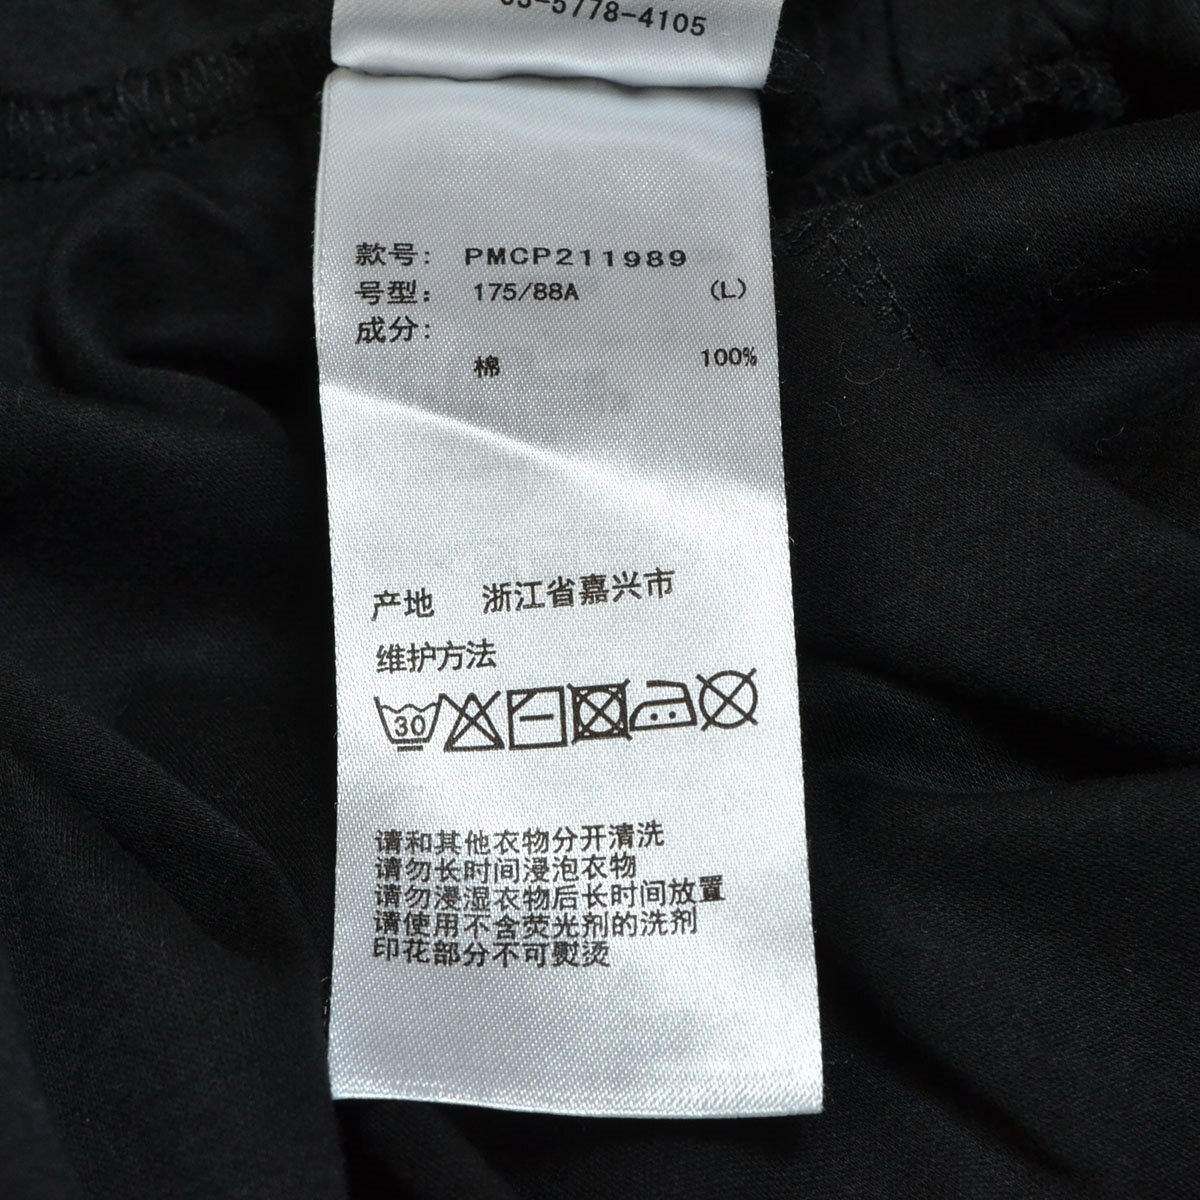 -5778-4105
款号: PMCP211989
号型: 175/88A (L)
成分:
棉 100%
产地 浙江省嘉兴市
维护方法
30
请和其他衣物分开清洗
请勿长时间浸泡衣物
请勿浸湿衣物后长时间放置
请使用不含荧光剂的洗剂
印花部分不可熨烫